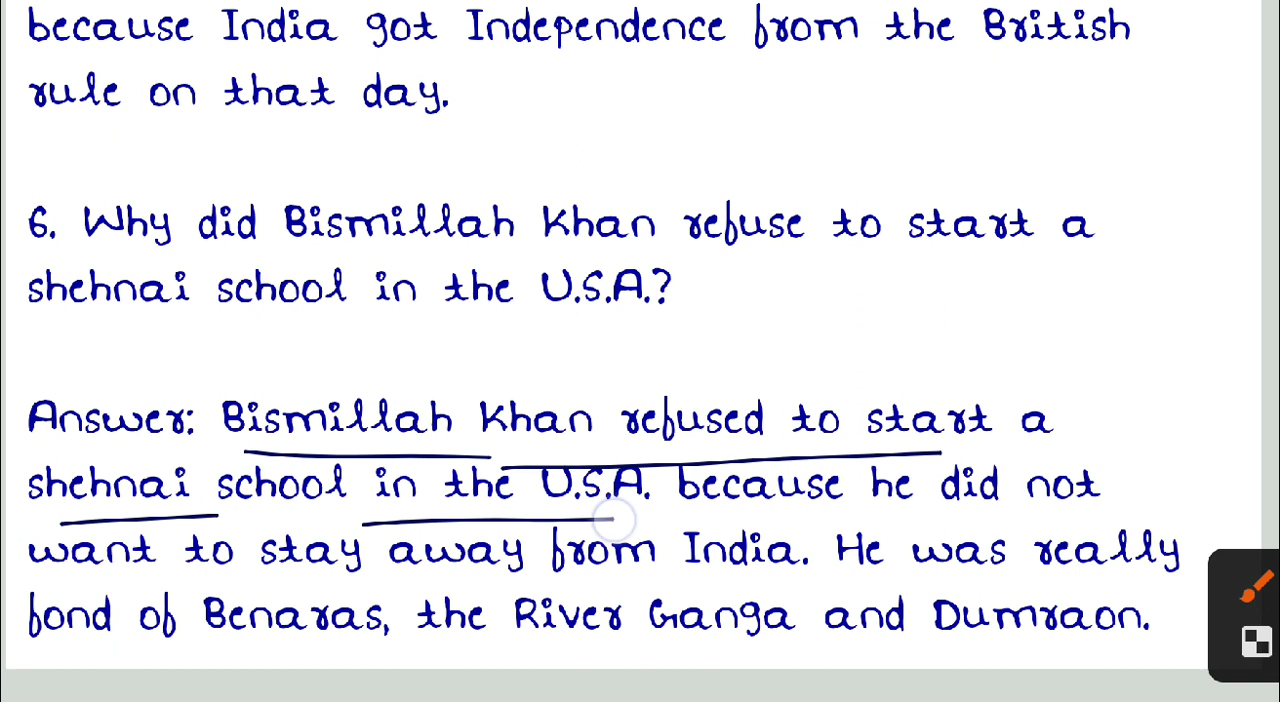 because India got Independence from the British
rule on that day.
6. Why did Bismillah Khan refuse to start a
shehnai school in the U.S.A.?
Answer: Bismillah Khan refused to start a
shehnai school in the U.S.A. because he did not
want to stay away from India. He was really
fond of Benaras, the River Ganga and Dumraon.